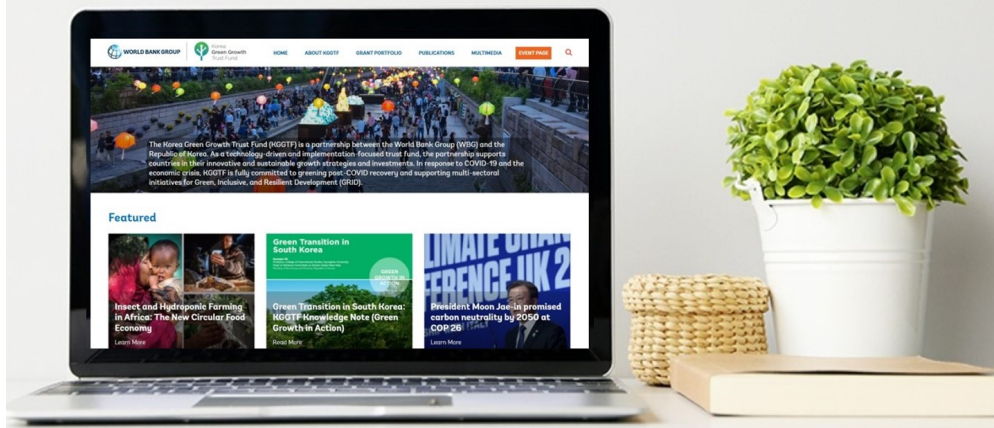 WORLD BANK GROUP
Korea
Green Growth
Trust Fund
HOME ABOUT KGGTF GRANT PORTFOLIO PUBLICATIONS MULTIMEDIA EVENT PAGE
The Korea Green Growth Trust Fund (KGGTF) is a partnership between the World Bank Group (WBG) and the
Republic of Korea. As a technology-driven and implementation-focused trust fund, the partnership supports
countries in their innovative and sustainable growth strategies and investments. In response to COVID-19 and the
economic crisis, KGGTF is fully committed to greening post-COVID recovery and supporting multi-sectoral
initiatives for Green, Inclusive, and Resilient Development (GRID).
Featured
Insect and Hydroponic Farming
in Africa: The New Circular Food
Economy
Learn More
Green Transition in
South Korea
GREEN
GROWTH IN
ACTION
Green Transition in South Korea:
KGGTF Knowledge Note (Green
Growth in Action)
Read More
President Moon Jae-in promised
carbon neutrality by 2050 at
COP 26
Learn More